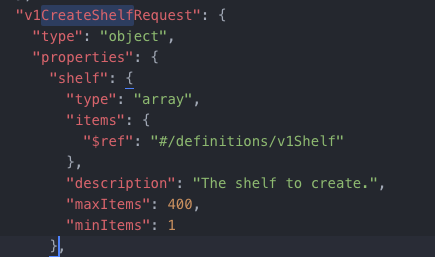 "v1CreateShelfRequest": {
"type": "object",
"properties": {
"shelf": {
"type": "array",
"items": {
"$ref": "#/definitions/v1Shelf"
},
"description": "The shelf to create.",
"maxItems": 400,
"minItems": 1
},